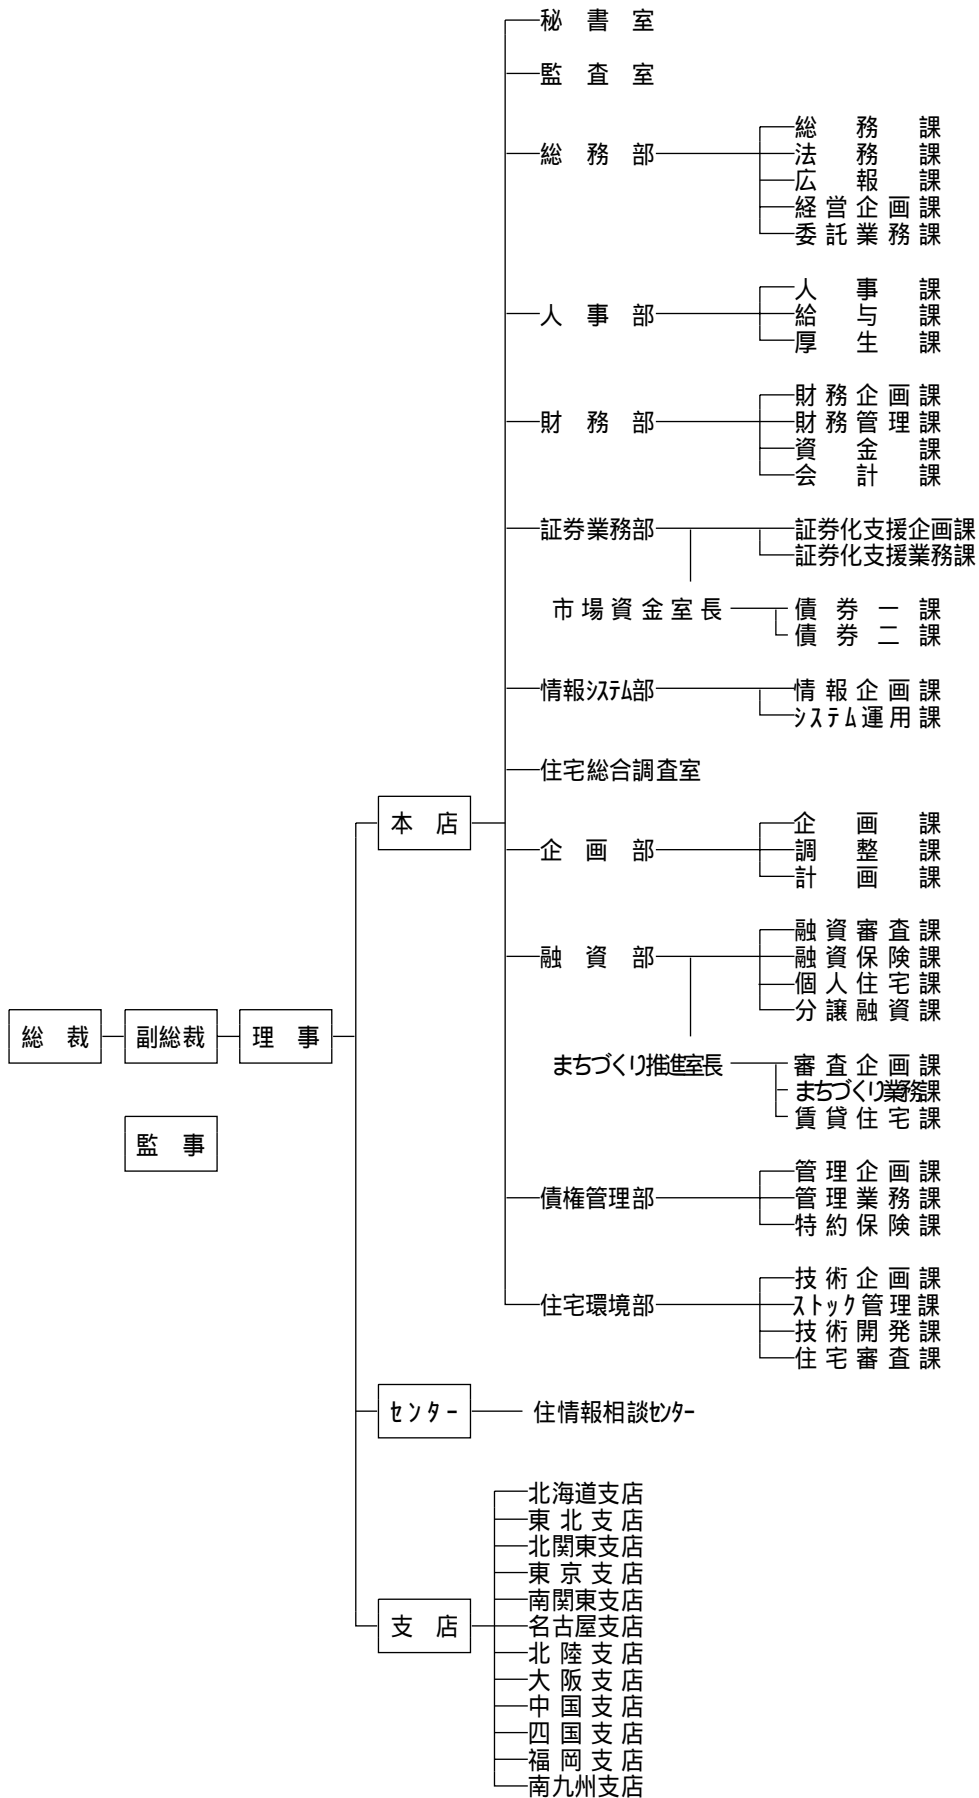 秘書室
監査室
総務部
総務課
法務課
広報課
経営企画課
委託業務課
人事部
人事課
給与課
厚生課
財務部
財務企画課
財務管理課
資金課
会計課
証券業務部
証券化支援企画課
証券化支援業務課
市場資金室長
債券一課
債券二課
情報ｼｽﾃﾑ部
情報企画課
ｼｽﾃﾑ運用課
住宅総合調査室
本店
企画部
企画課
調整課
計画課
融資部
融資審査課
融資保険課
個人住宅課
分譲融資課
総裁
副総裁
理事
監事
まちづくり推進室長
審査企画課
まちづくり業務課
賃貸住宅課
債権管理部
管理企画課
管理業務課
特約保険課
住宅環境部
技術企画課
ｽﾄｯｸ管理課
技術開発課
住宅審査課
ｾﾝﾀｰ
住情報相談ｾﾝﾀｰ
支店
北海道支店
東北支店
北関東支店
東京支店
南関東支店
名古屋支店
北陸支店
大阪支店
中国支店
四国支店
福岡支店
南九州支店